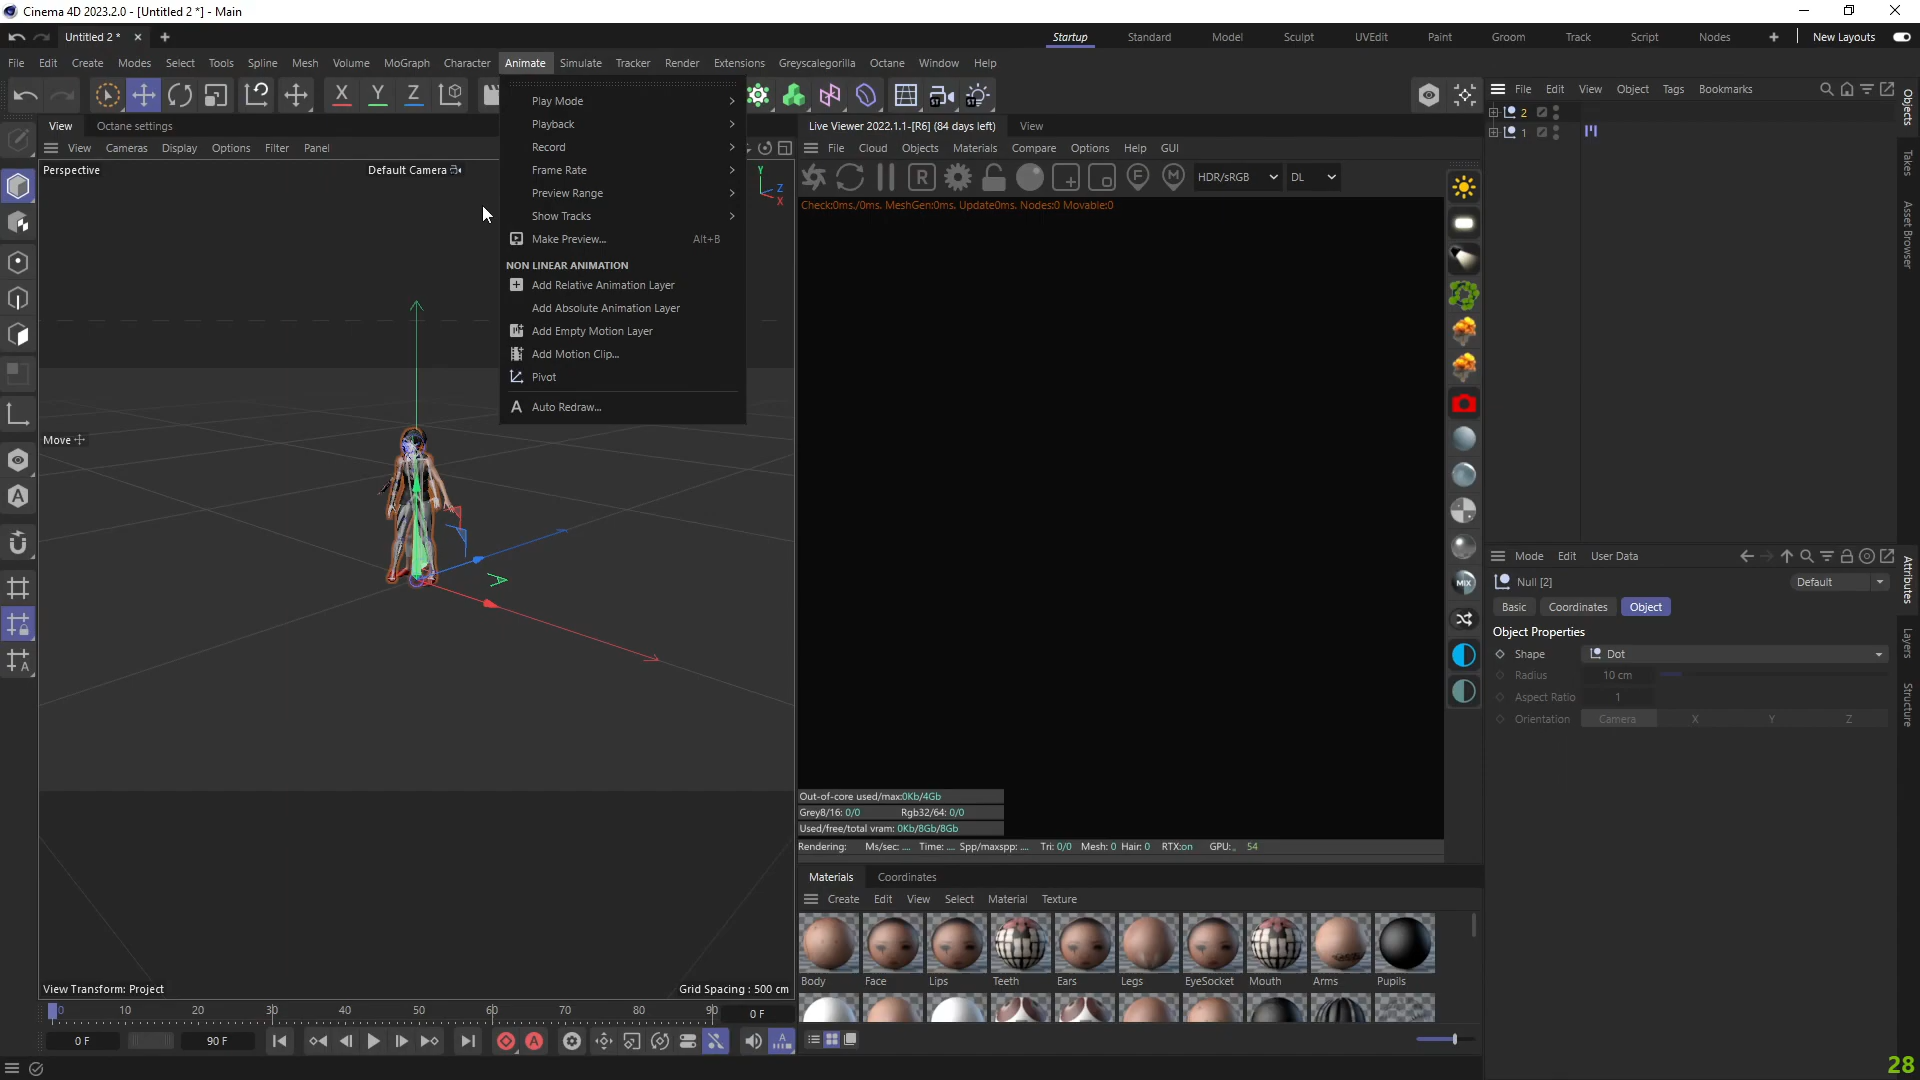 Cinema 4D 2023.2.0 - [Untitled 2 *] - Main
Untitled 2 *
Startup Standard Model Sculpt UVEdit Paint Groom Track Script Nodes New Layouts
File Edit Create Modes Select Tools Spline Mesh Volume MoGraph Character Animate Simulate Tracker Render Extensions Greyscalegorilla Octane Window Help
X Y Z
ST ST ST
File Edit View Object Tags Bookmarks
View Octane settings
View Cameras Display Options Filter Panel
Perspective
Default Camera
Y
Z
X
Move
Play Mode
Playback
Record
Frame Rate
Preview Range
Show Tracks
Make Preview... Alt+B
NON LINEAR ANIMATION
Add Relative Animation Layer
Add Absolute Animation Layer
Add Empty Motion Layer
Add Motion Clip...
Pivot
A Auto Redraw...
Live Viewer 2022.1.1-[R6] (84 days left) View
File Cloud Objects Materials Compare Options Help GUI
R F M HDR/sRGB DL
Check:0ms./0ms. MeshGen:0ms. Update0ms. Nodes:0 Movable:0
MIX
Out-of-core used/max:0Kb/4Gb
Grey8/16: 0/0 Rgb32/64: 0/0
Used/free/total vram: 0Kb/8Gb/8Gb
Rendering: Ms/sec: .... Time: .... Spp/maxspp: .... Tri: 0/0 Mesh: 0 Hair: 0 RTX:on GPU: 54
2
1
Objects
Takes
Asset Browser
Mode Edit User Data
Null [2]
Default
Basic Coordinates Object
Object Properties
Shape Dot
Radius 10 cm
Aspect Ratio 1
Orientation Camera X Y Z
Attributes
Layers
Structure
Materials Coordinates
Create Edit View Select Material Texture
Body Face Lips Teeth Ears Legs EyeSocket Mouth Arms Pupils
View Transform: Project
Grid Spacing : 500 cm
0 10 20 30 40 50 60 70 80 90 0 F
0 F 90 F
28